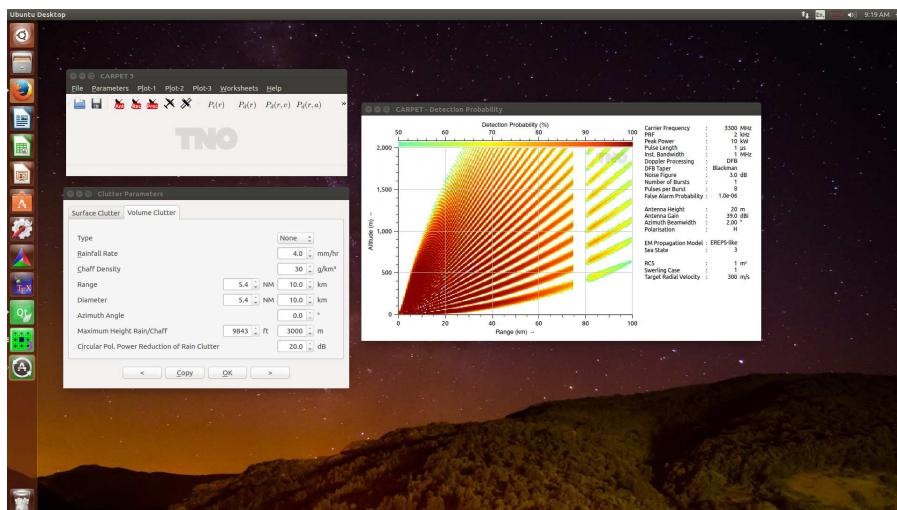 Ubuntu Desktop
En
9:19 AM
CARPET 3
File Parameters Plot-1 Plot-2 Plot-3 Worksheets Help
Ant Rec Proc P_i(r) P_d(r) P_d(r,v) P_d(r,a) »
TNO
Clutter Parameters
Surface Clutter Volume Clutter
Type None
Rainfall Rate 4.0 mm/hr
Chaff Density 30 g/km³
Range 5.4 NM 10.0 km
Diameter 5.4 NM 10.0 km
Azimuth Angle 0.0 °
Maximum Height Rain/Chaff 9843 ft 3000 m
Circular Pol. Power Reduction of Rain Clutter 20.0 dB
< Copy OK >
CARPET - Detection Probability
Detection Probability (%)
50 60 70 80 90 100
TNO
2,000
1,500
1,000
500
0
Altitude (m) →
0 20 40 60 80 100
Range (km) →
Carrier Frequency : 3300 MHz
PRF : 2 kHz
Peak Power : 10 kW
Pulse Length : 1 µs
Inst. Bandwidth : 1 MHz
Doppler Processing : DFB
DFB Taper : Blackman
Noise Figure : 3.0 dB
Number of Bursts : 1
Pulses per Burst : 8
False Alarm Probability : 1.0e-06
Antenna Height : 20 m
Antenna Gain : 39.0 dBi
Azimuth Beamwidth : 2.00 °
Polarisation : H
EM Propagation Model : EREPS-like
Sea State : 3
RCS : 1 m²
Swerling Case : 1
Target Radial Velocity : 300 m/s